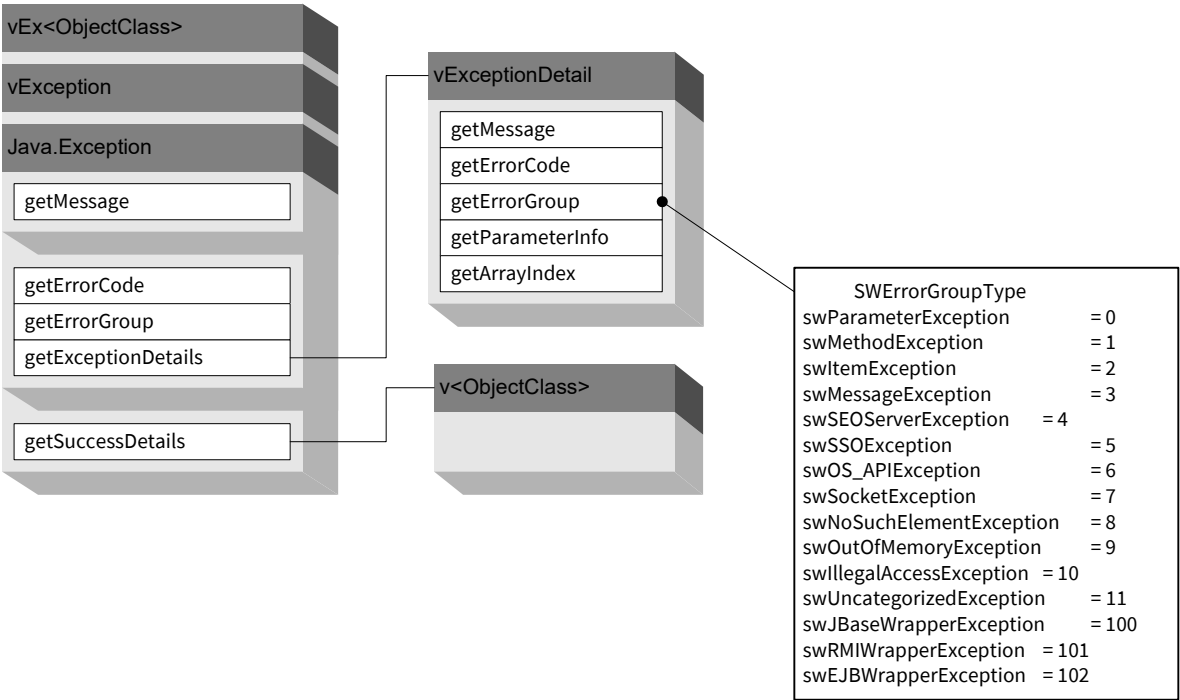 vEx<ObjectClass>
vException
Java.Exception
getMessage
getErrorCode
getErrorGroup
getExceptionDetails
getSuccessDetails
vExceptionDetail
getMessage
getErrorCode
getErrorGroup
getParameterInfo
getArrayIndex
v<ObjectClass>
SWErrorGroupType
swParameterException = 0
swMethodException = 1
swItemException = 2
swMessageException = 3
swSEOServerException = 4
swSSOException = 5
swOS_APIException = 6
swSocketException = 7
swNoSuchElementException = 8
swOutOfMemoryException = 9
swIllegalAccessException = 10
swUncategorizedException = 11
swJBaseWrapperException = 100
swRMIWrapperException = 101
swEJBWrapperException = 102